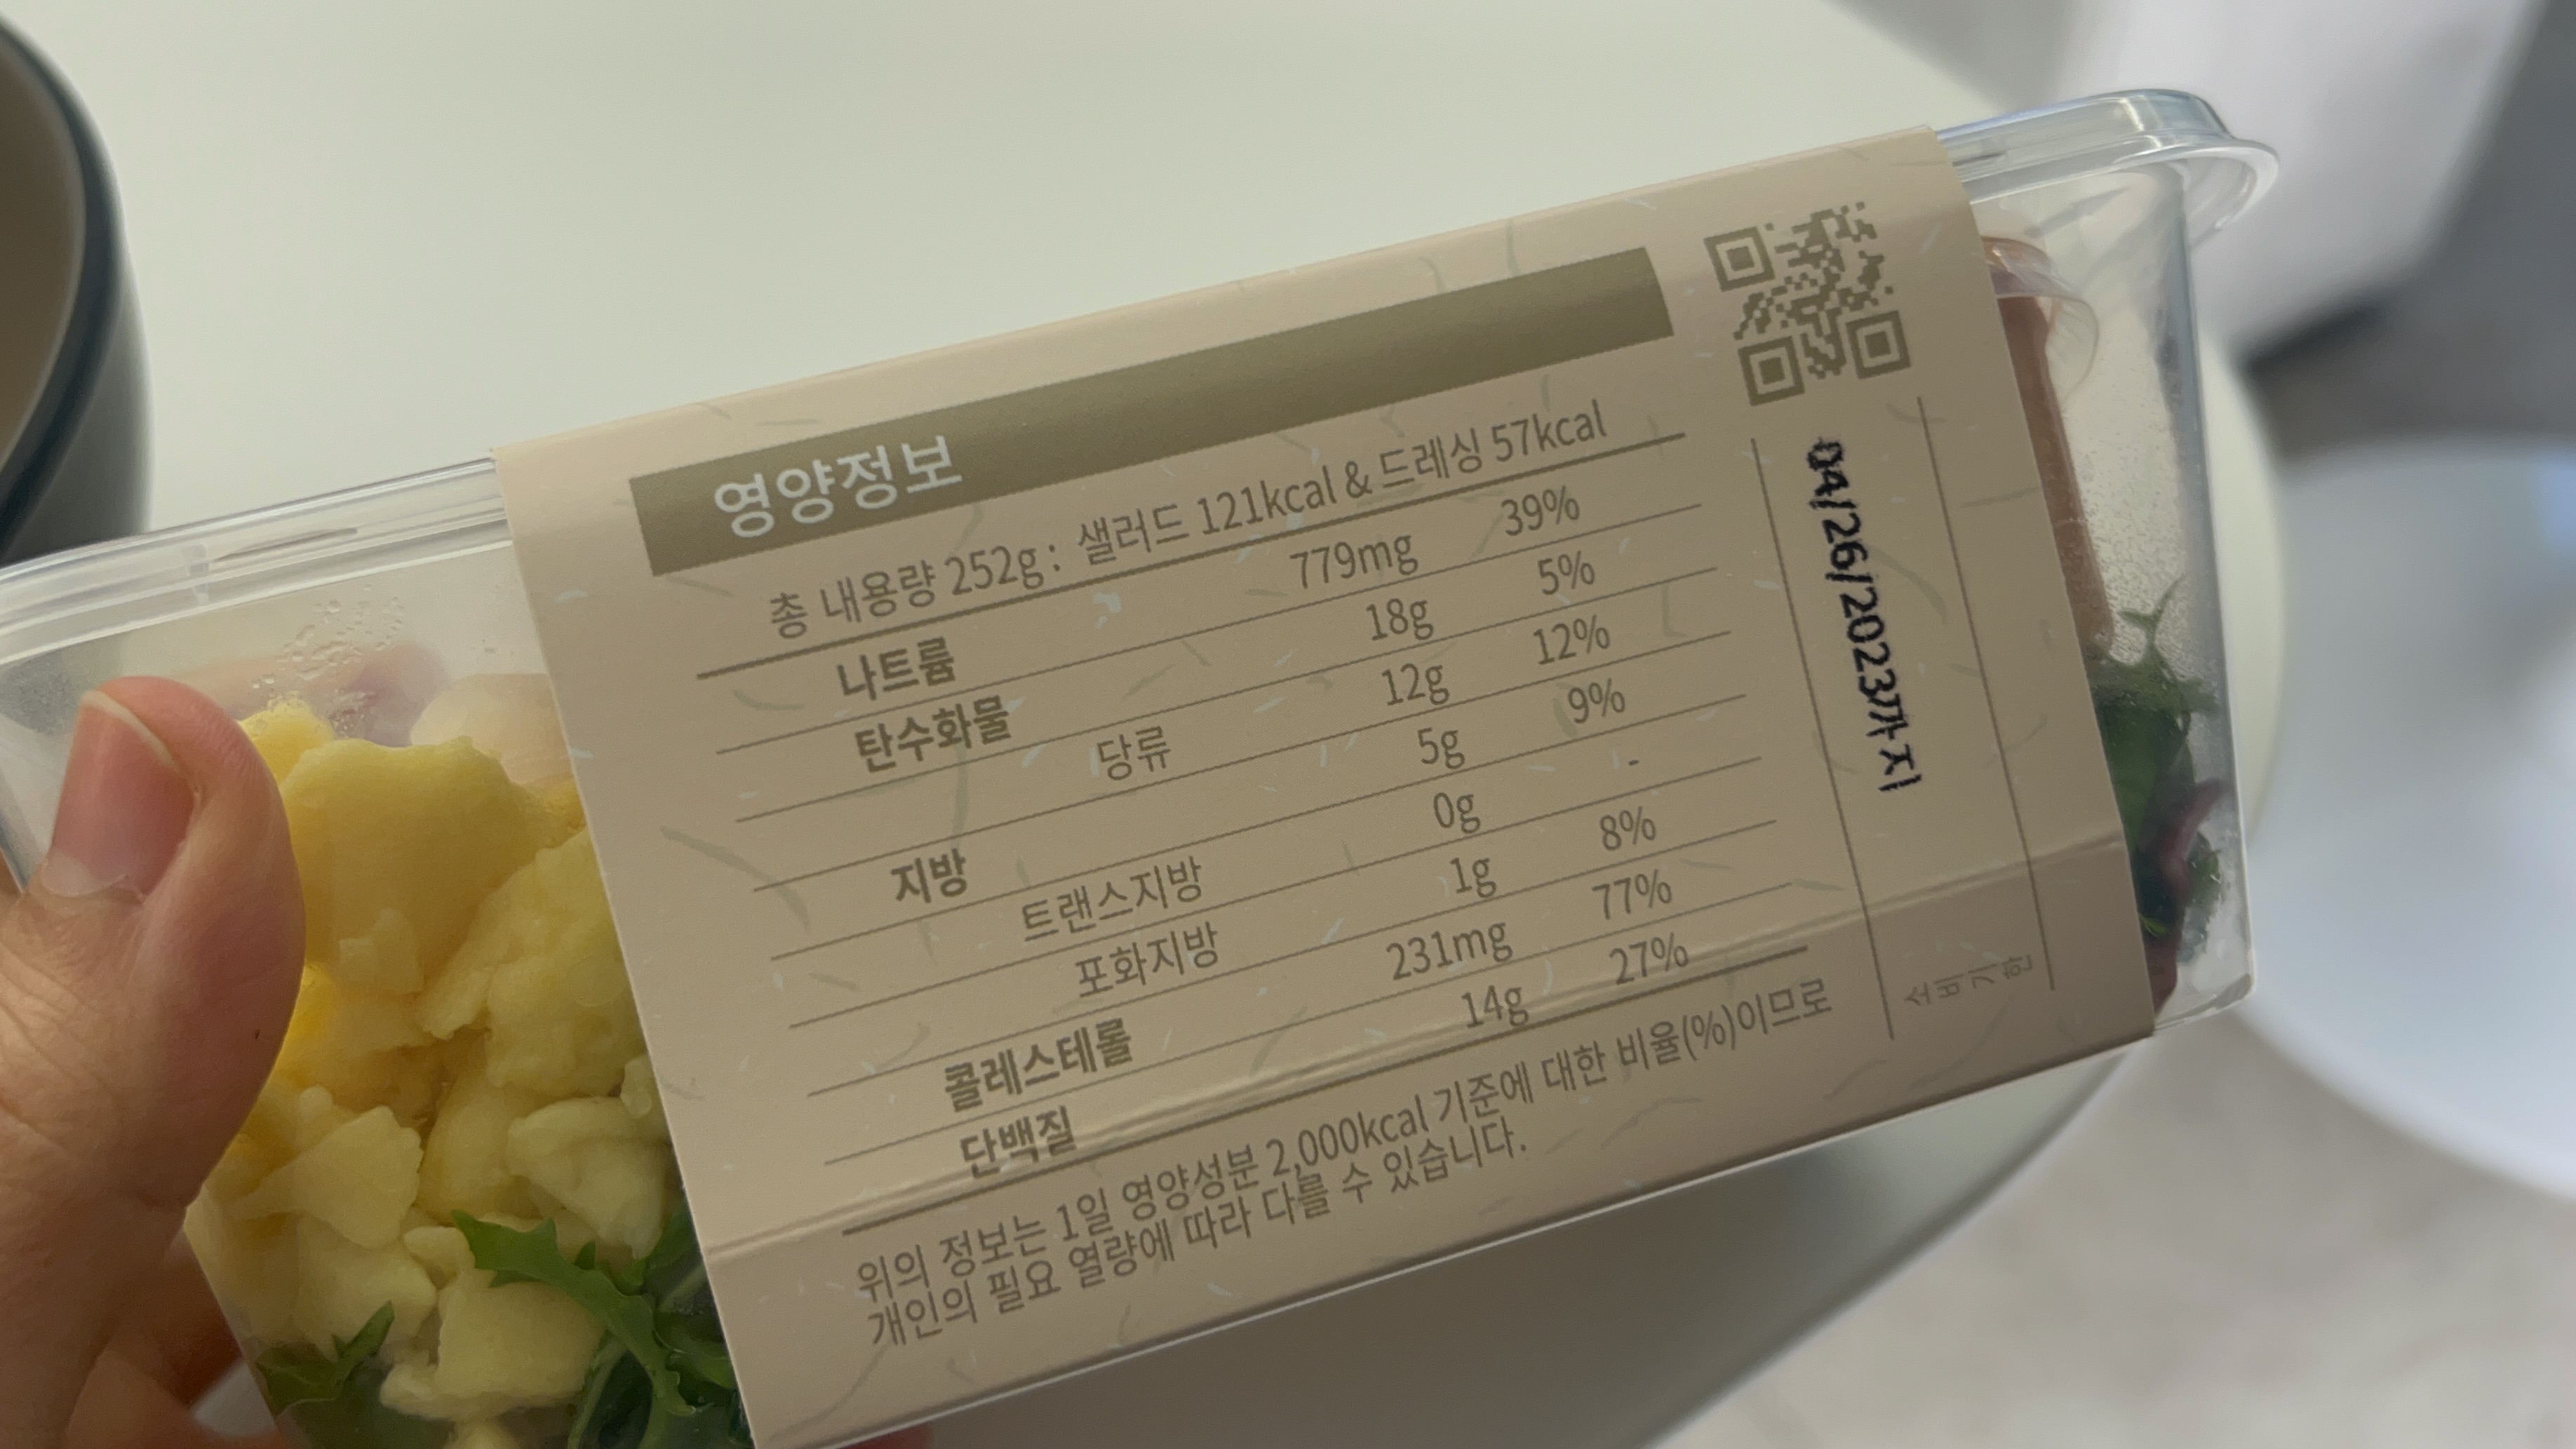 영양정보
총 내용량 252g : 샐러드 121kcal & 드레싱 57kcal
나트륨 779mg 39%
탄수화물 18g 5%
당류 12g 12%
지방 5g 9%
트랜스지방 0g -
포화지방 1g 8%
콜레스테롤 231mg 77%
단백질 14g 27%
위의 정보는 1일 영양성분 2,000kcal 기준에 대한 비율(%)이므로
개인의 필요 열량에 따라 다를 수 있습니다.
04/26/2023까지
소비기한